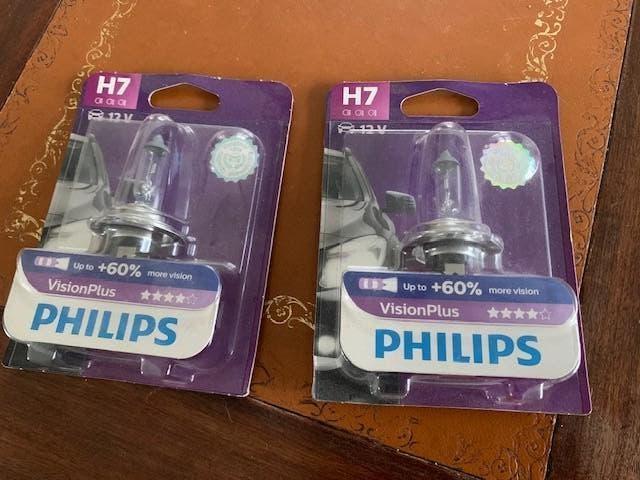 H7
12 V
Up to +60% more vision
VisionPlus
PHILIPS
H7
12 V
Up to +60% more vision
VisionPlus
PHILIPS